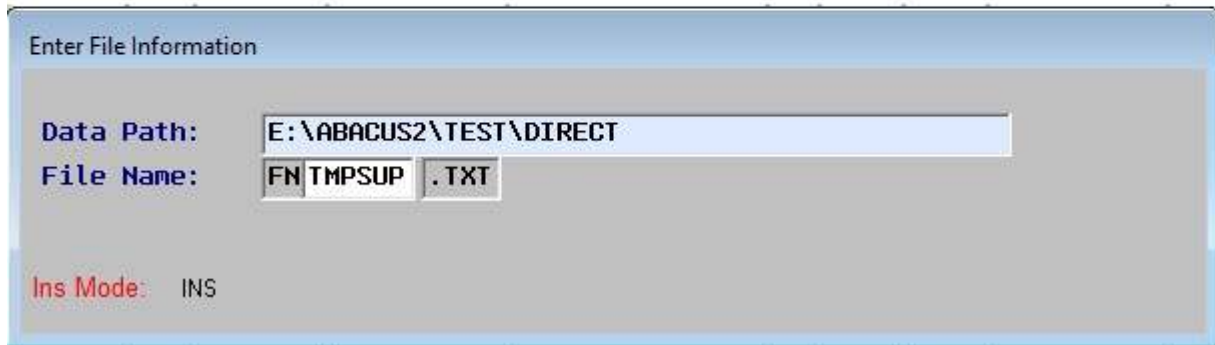 Enter File Information
Data Path: E:\ABACUS2\TEST\DIRECT
File Name: FN TMPSUP .TXT
Ins Mode: INS